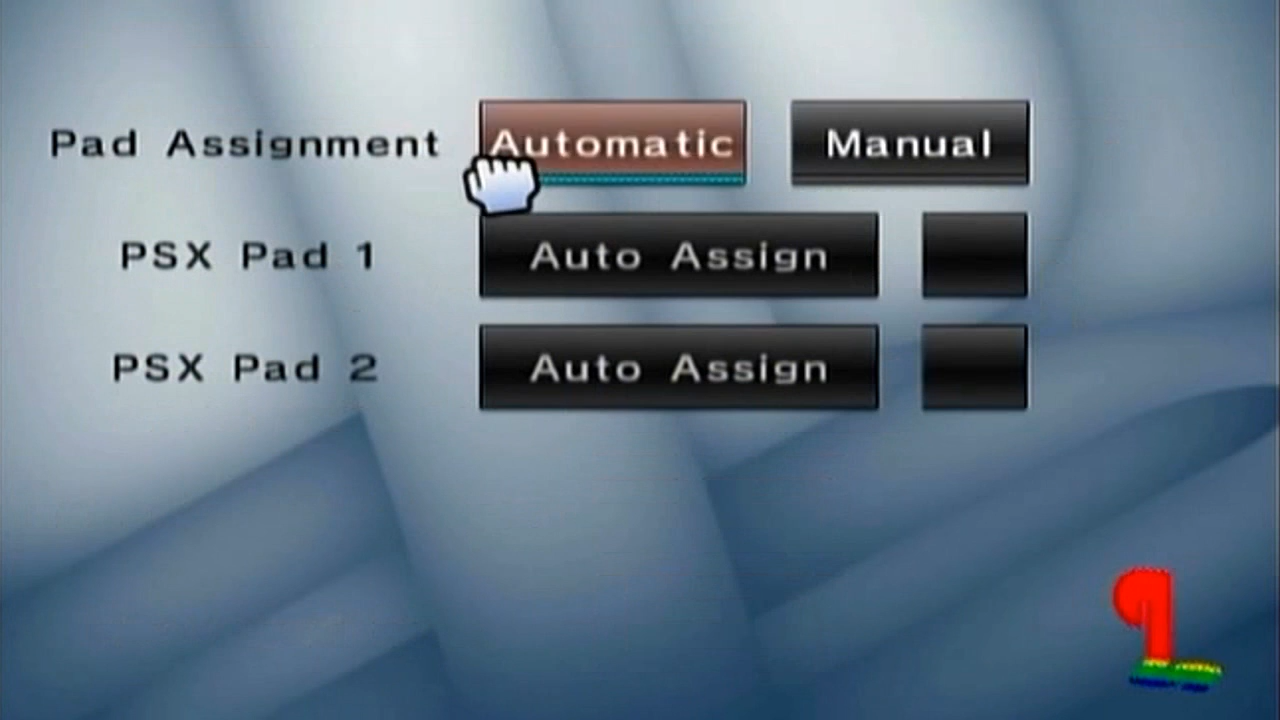 Pad Assignment Automatic Manual
PSX Pad 1 Auto Assign
PSX Pad 2 Auto Assign